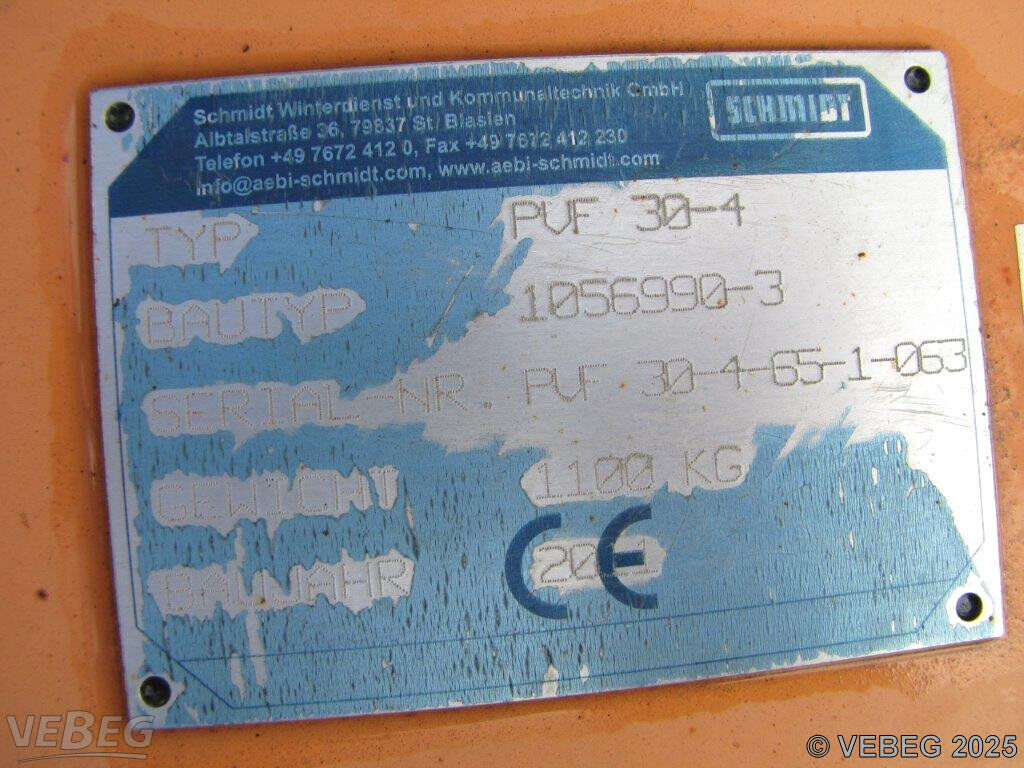 Schmidt Winterdienst und Kommunaltechnik GmbH
Albtalstraße 36, 79837 St. Blasien
Telefon +49 7672 412 0, Fax +49 7672 412 230
info@aebi-schmidt.com, www.aebi-schmidt.com
SCHMIDT
TYP PVF 30-4
BAUTYP 1056990-3
SERIAL-NR. PVF 30-4-65-1-063
GEWICHT 1100 KG
BAUJAHR
CE
VEBEG
© VEBEG 2025